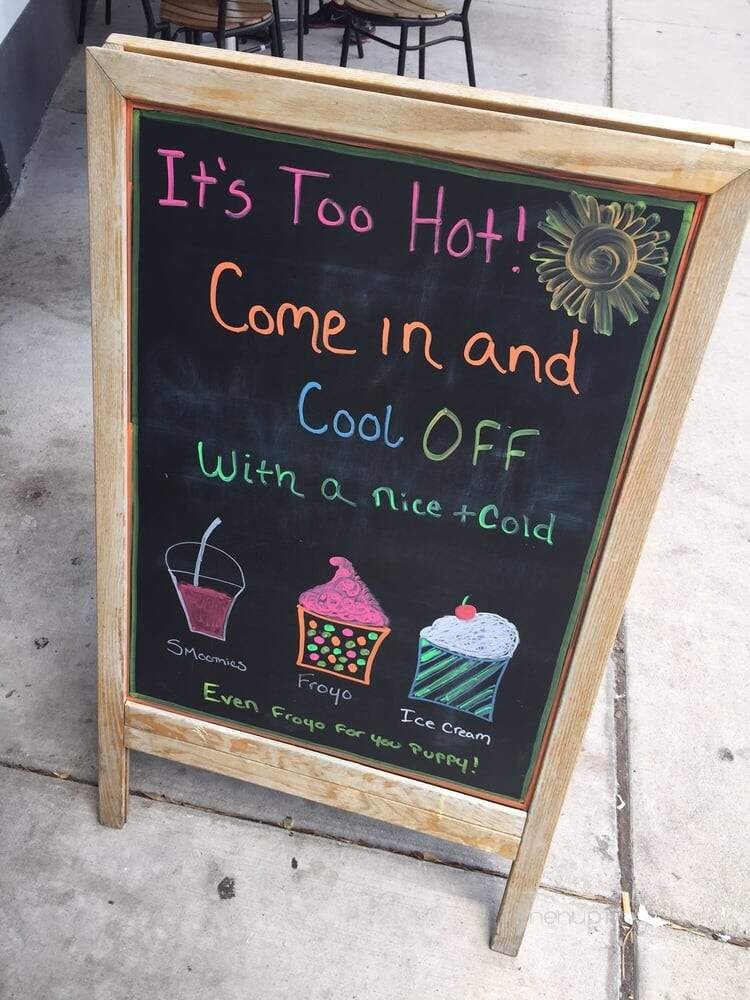 It's Too Hot!
Come in and
Cool OFF
With a nice + Cold
Smoomies
Froyo
Ice Cream
Even Froyo For you Puppy!